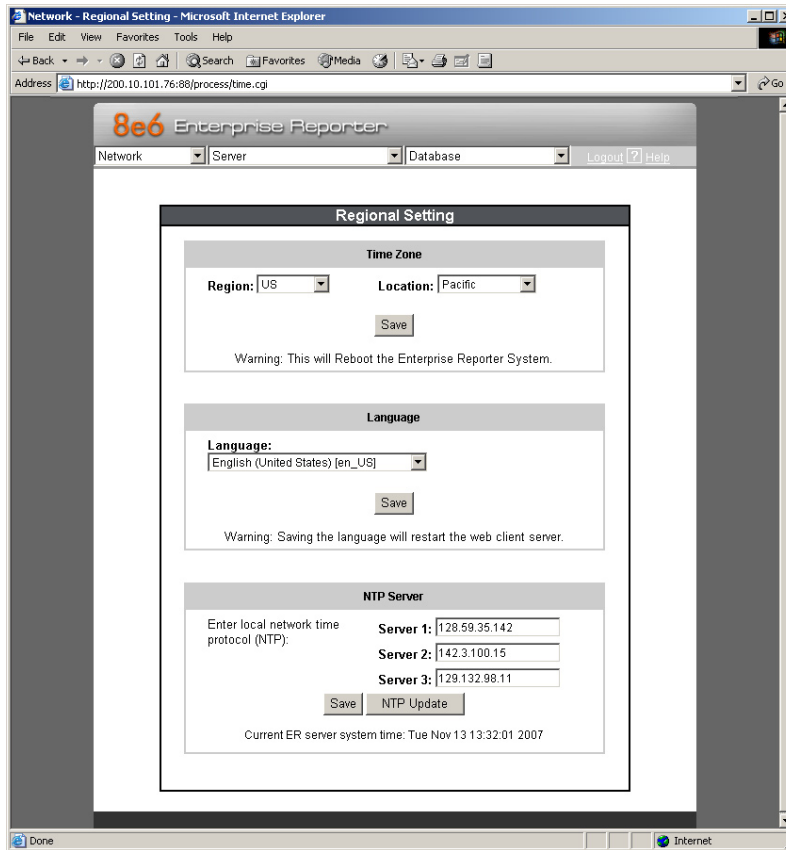 Network - Regional Setting - Microsoft Internet Explorer
File Edit View Favorites Tools Help
Back Search Favorites Media
Address http://200.10.101.76:88/process/time.cgi Go
8e6 Enterprise Reporter
Network Server Database Logout ? Help
Regional Setting
Time Zone
Region: US Location: Pacific
Save
Warning: This will Reboot the Enterprise Reporter System.
Language
Language:
English (United States) [en_US]
Save
Warning: Saving the language will restart the web client server.
NTP Server
Enter local network time
protocol (NTP):
Server 1: 128.59.35.142
Server 2: 142.3.100.15
Server 3: 129.132.98.11
Save NTP Update
Current ER server system time: Tue Nov 13 13:32:01 2007
Done Internet